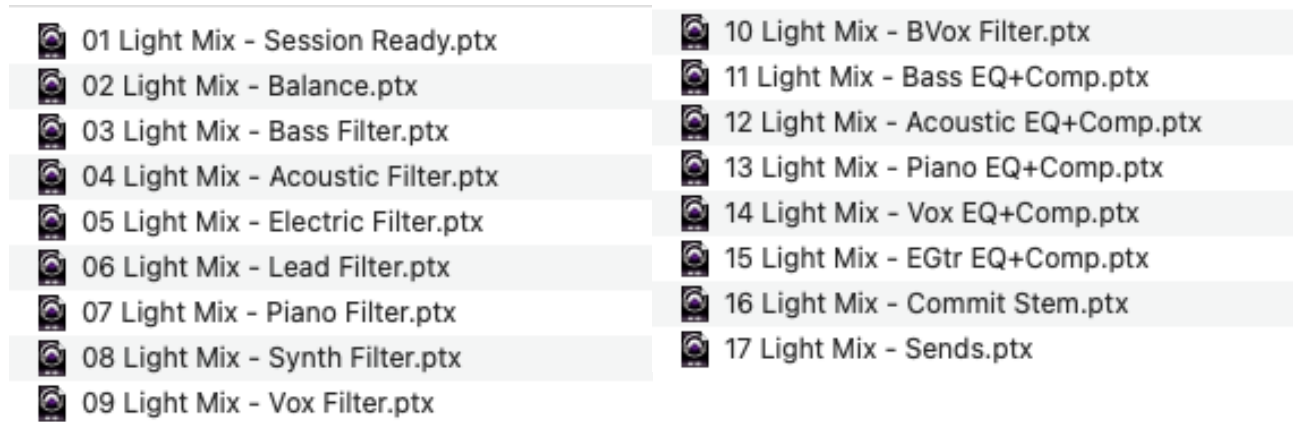 01 Light Mix - Session Ready.ptx
02 Light Mix - Balance.ptx
03 Light Mix - Bass Filter.ptx
04 Light Mix - Acoustic Filter.ptx
05 Light Mix - Electric Filter.ptx
06 Light Mix - Lead Filter.ptx
07 Light Mix - Piano Filter.ptx
08 Light Mix - Synth Filter.ptx
09 Light Mix - Vox Filter.ptx
10 Light Mix - BVox Filter.ptx
11 Light Mix - Bass EQ+Comp.ptx
12 Light Mix - Acoustic EQ+Comp.ptx
13 Light Mix - Piano EQ+Comp.ptx
14 Light Mix - Vox EQ+Comp.ptx
15 Light Mix - EGtr EQ+Comp.ptx
16 Light Mix - Commit Stem.ptx
17 Light Mix - Sends.ptx